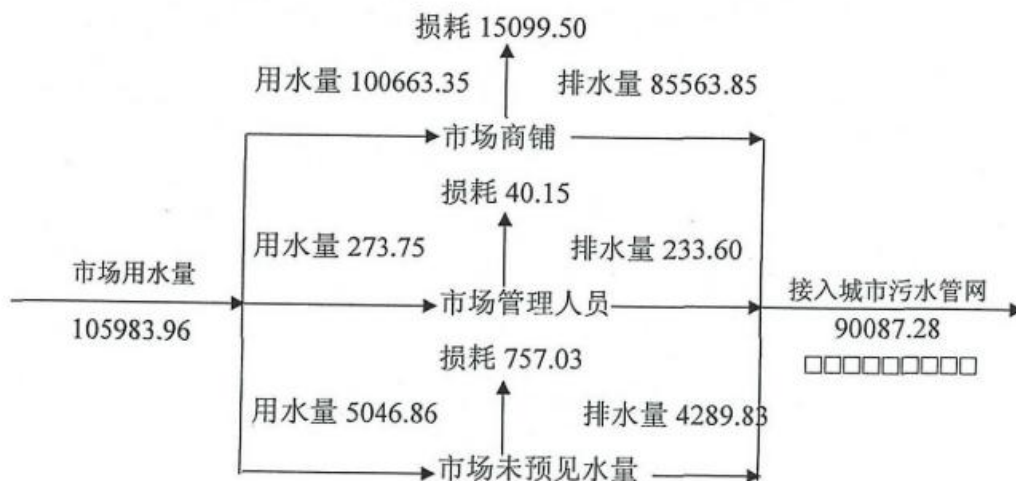 损耗 15099.50
用水量 100663.35
排水量 85563.85
市场商铺
损耗 40.15
用水量 273.75
排水量 233.60
市场用水量
市场管理人员
接入城市污水管网
105983.96
90087.28
损耗 757.03
□□□□□□□□□
用水量 5046.86
排水量 4289.83
市场未预见水量